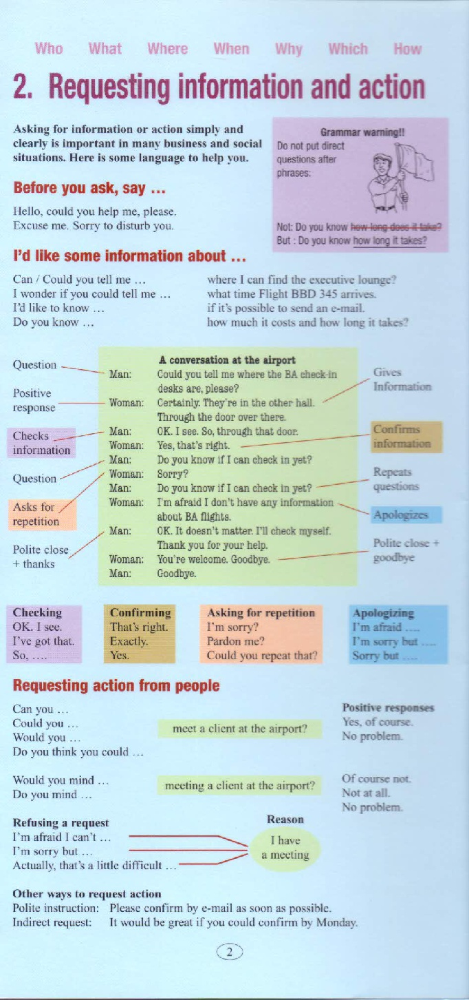 Who What Where When Why Which How
2. Requesting information and action
Asking for information or action simply and
clearly is important in many business and social
situations. Here is some language to help you.
Grammar warning!!
Do not put direct
questions after
phrases:
Not: Do you know how long does it take?
But : Do you know how long it takes?
Before you ask, say ...
Hello, could you help me, please.
Excuse me. Sorry to disturb you.
I'd like some information about ...
Can / Could you tell me ... where I can find the executive lounge?
I wonder if you could tell me ... what time Flight BBD 345 arrives.
I'd like to know ... if it's possible to send an e-mail.
Do you know ... how much it costs and how long it takes?
Question
Positive
response
Checks
information
Question
Asks for
repetition
Polite close
+ thanks
A conversation at the airport
Man: Could you tell me where the BA check-in
desks are, please?
Woman: Certainly. They're in the other hall.
Through the door over there.
Man: OK. I see. So, through that door.
Woman: Yes, that's right.
Man: Do you know if I can check in yet?
Woman: Sorry?
Man: Do you know if I can check in yet?
Woman: I'm afraid I don't have any information
about BA flights.
Man: OK. It doesn't matter. I'll check myself.
Thank you for your help.
Woman: You're welcome. Goodbye.
Man: Goodbye.
Gives
Information
Confirms
information
Repeats
questions
Apologizes
Polite close +
goodbye
Checking
OK. I see.
I've got that.
So, ....
Confirming
That's right.
Exactly.
Yes.
Asking for repetition
I'm sorry?
Pardon me?
Could you repeat that?
Apologizing
I'm afraid ....
I'm sorry but ....
Sorry but ....
Requesting action from people
Can you ...
Could you ...
Would you ...
Do you think you could ...
meet a client at the airport?
Positive responses
Yes, of course.
No problem.
Would you mind ...
Do you mind ...
meeting a client at the airport?
Of course not.
Not at all.
No problem.
Refusing a request
I'm afraid I can't ...
I'm sorry but ...
Actually, that's a little difficult ...
Reason
I have
a meeting
Other ways to request action
Polite instruction: Please confirm by e-mail as soon as possible.
Indirect request: It would be great if you could confirm by Monday.
2